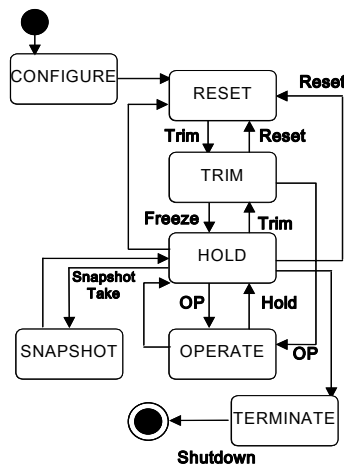 CONFIGURE
RESET
Reset
Trim
Reset
TRIM
Freeze
Trim
HOLD
Snapshot
Take
OP
Hold
SNAPSHOT
OPERATE
OP
TERMINATE
Shutdown